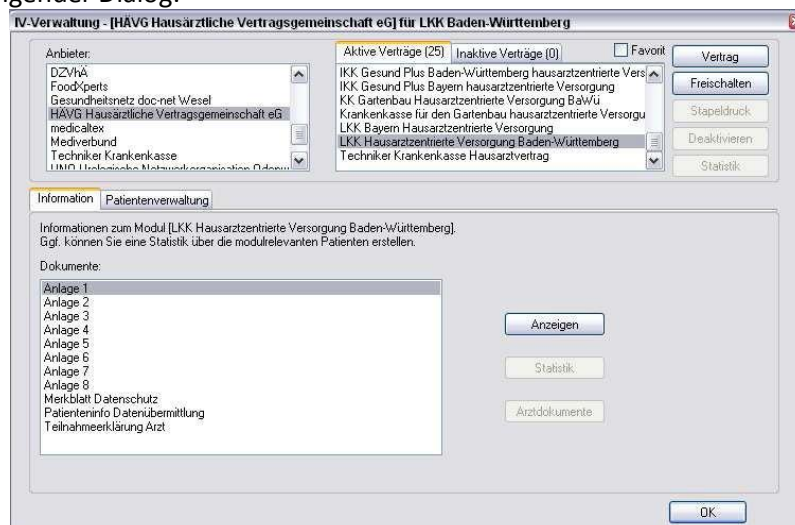 gender Dialog.
IV-Verwaltung - [HÄVG Hausärztliche Vertragsgemeinschaft eG] für LKK Baden-Württemberg
Anbieter:
DZVhÄ
FoodXperts
Gesundheitsnetz doc-net Wesel
HÄVG Hausärztliche Vertragsgemeinschaft eG
medicaltex
Mediverbund
Techniker Krankenkasse
UNO Urologische Netzwerkorganisation
Aktive Verträge (25)
Inaktive Verträge (0)
Favorit
IKK Gesund Plus Baden-Württemberg hausarztzentrierte Vers
IKK Gesund Plus Bayern hausarztzentrierte Versorgung
KK Gartenbau Hausarztzentrierte Versorgung BaWü
Krankenkasse für den Gartenbau hausarztzentrierte Versorgu
LKK Bayern Hausarztzentrierte Versorgung
LKK Hausarztzentrierte Versorgung Baden-Württemberg
Techniker Krankenkasse Hausarztvertrag
Vertrag
Freischalten
Stapeldruck
Deaktivieren
Statistik
Information
Patientenverwaltung
Informationen zum Modul [LKK Hausarztzentrierte Versorgung Baden-Württemberg].
Ggf. können Sie eine Statistik über die modulrelevanten Patienten erstellen.
Dokumente:
Anlage 1
Anlage 2
Anlage 3
Anlage 4
Anlage 5
Anlage 6
Anlage 7
Anlage 8
Merkblatt Datenschutz
Patienteninfo Datenübermittlung
Teilnahmeerklärung Arzt
Anzeigen
Statistik
Arztdokumente
OK